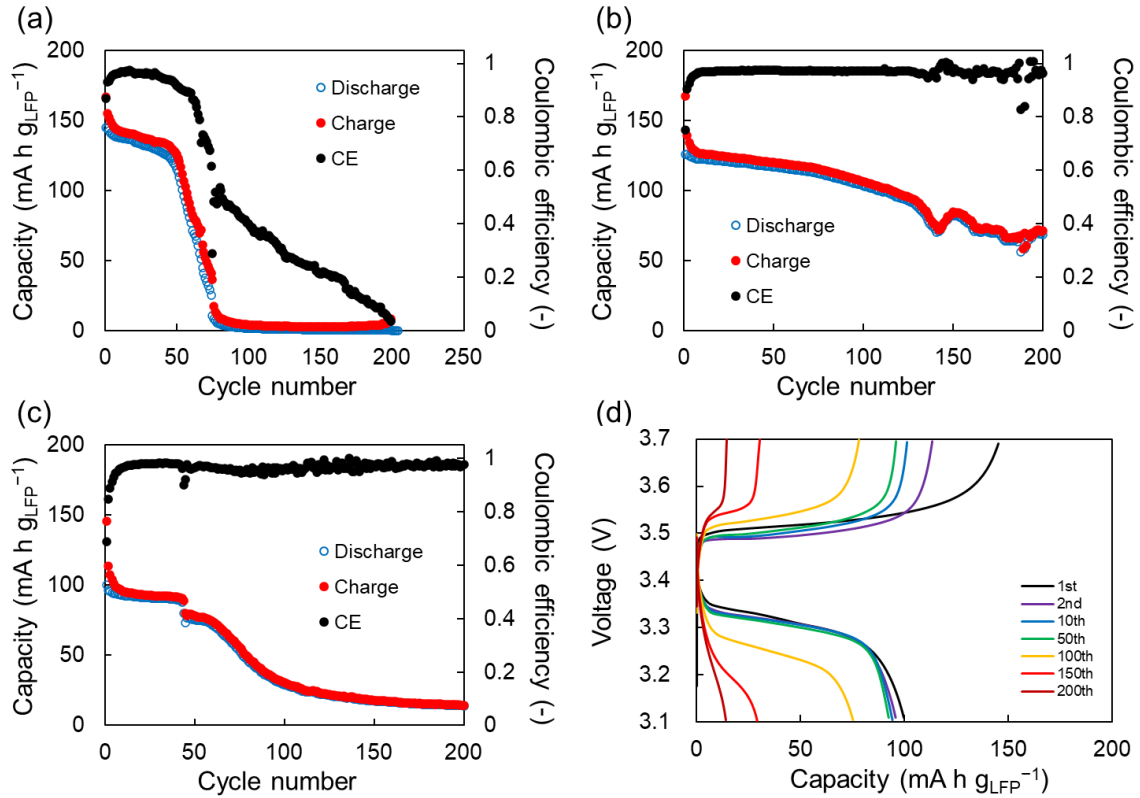 (a)
Capacity (mA h g_LFP⁻¹)
200
150
100
50
0
Discharge
Charge
CE
1
0.8
0.6
0.4
0.2
0
Coulombic efficiency (-)
0 50 100 150 200 250
Cycle number
(b)
Capacity (mA h g_LFP⁻¹)
200
150
100
50
0
Discharge
Charge
CE
1
0.8
0.6
0.4
0.2
0
Coulombic efficiency (-)
0 50 100 150 200
Cycle number
(c)
Capacity (mA h g_LFP⁻¹)
200
150
100
50
0
Discharge
Charge
CE
1
0.8
0.6
0.4
0.2
0
Coulombic efficiency (-)
0 50 100 150 200
Cycle number
(d)
Voltage (V)
3.7
3.6
3.5
3.4
3.3
3.2
3.1
1st
2nd
10th
50th
100th
150th
200th
0 50 100 150 200
Capacity (mA h g_LFP⁻¹)